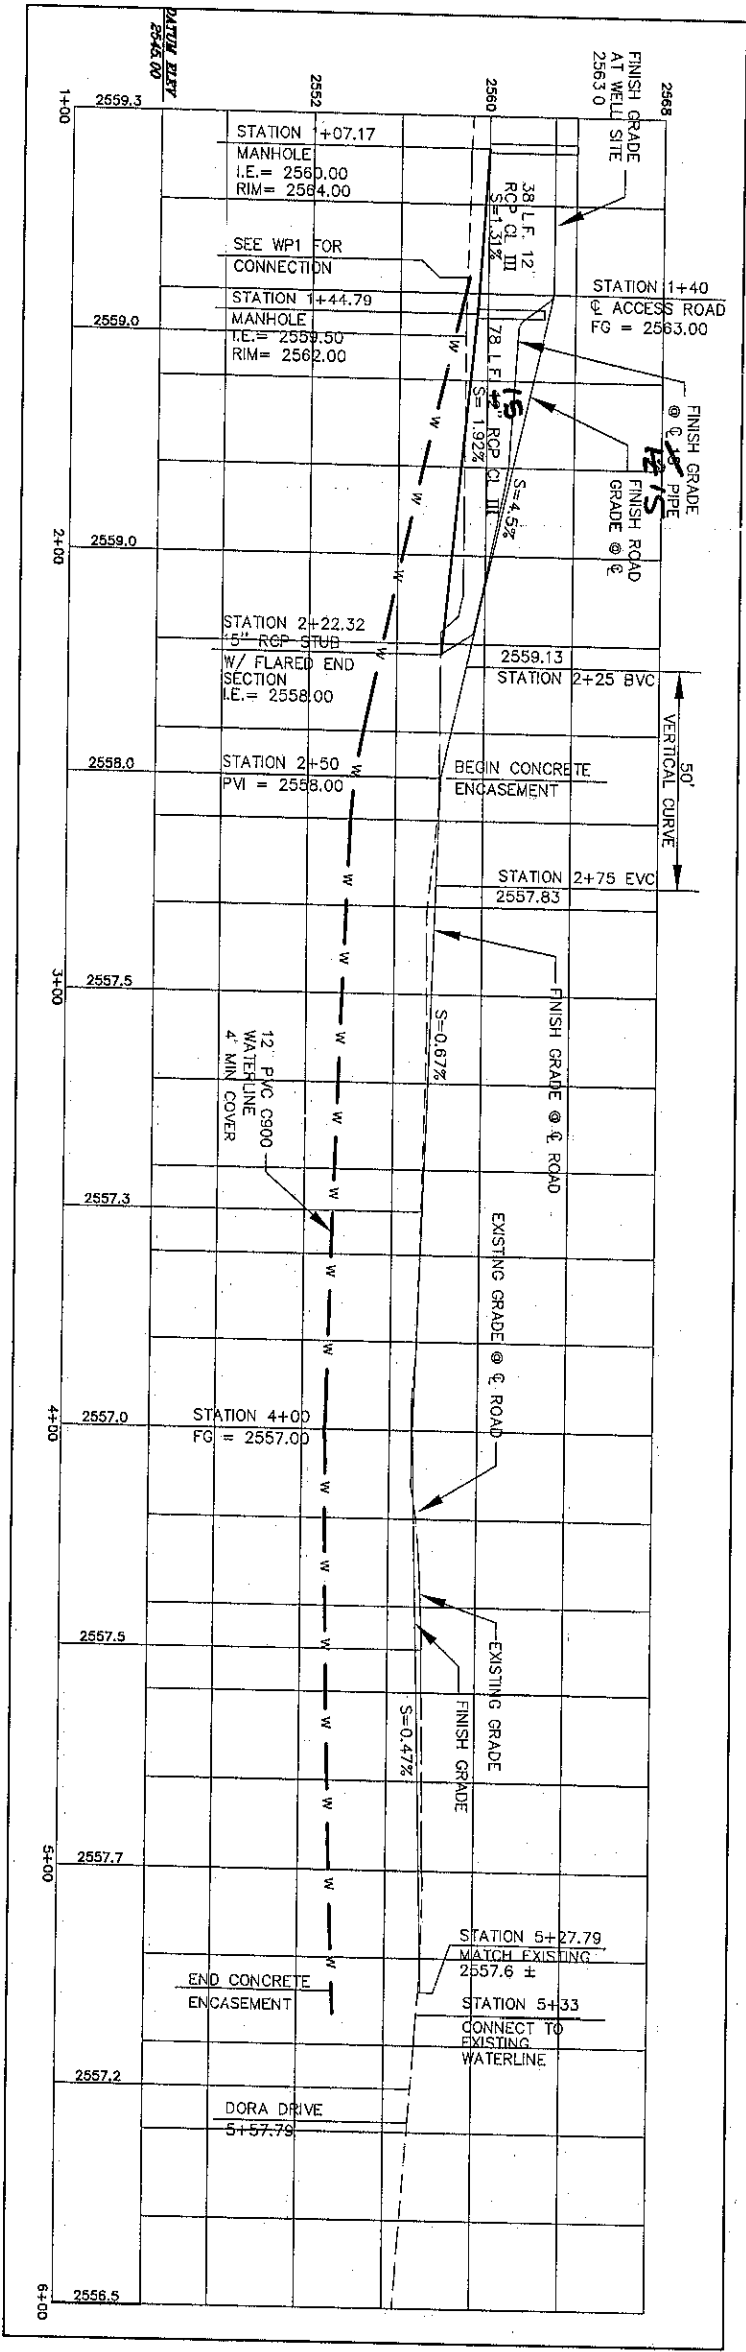 2568
2560
2552
DATUM ELEV
2545.00
FINISH GRADE
AT WELL SITE
2563.0
1+00
2559.3
STATION 1+07.17
MANHOLE
I.E.= 2560.00
RIM= 2564.00
38 L.F. 12"
RCP CL III
S=1.31%
SEE WP1 FOR
CONNECTION
STATION 1+40
℄ ACCESS ROAD
FG = 2563.00
STATION 1+44.79
MANHOLE
I.E.= 2559.50
RIM= 2562.00
2559.0
78 L.F. 12" RCP CL III
15
S= 1.92%
FINISH GRADE
@ ℄ 18" PIPE
12 15
FINISH ROAD
GRADE @ ℄
S=4.5%
W W W W W W
2+00
2559.0
STATION 2+22.32
15" RCP STUB
W/ FLARED END
SECTION
I.E.= 2558.00
2559.13
STATION 2+25 BVC
50'
VERTICAL CURVE
2558.0
STATION 2+50
PVI = 2558.00
BEGIN CONCRETE
ENCASEMENT
STATION 2+75 EVC
2557.83
3+00
2557.5
FINISH GRADE @ ℄ ROAD
S=0.67%
W W W W W W W
12" PVC C900
WATERLINE
4' MIN COVER
2557.3
EXISTING GRADE @ ℄ ROAD
4+00
2557.0
STATION 4+00
FG = 2557.00
W W W W W W
2557.5
EXISTING GRADE
FINISH GRADE
S=0.47%
5+00
2557.7
STATION 5+27.79
MATCH EXISTING
2557.6 ±
END CONCRETE
ENCASEMENT
STATION 5+33
CONNECT TO
EXISTING
WATERLINE
2557.2
DORA DRIVE
5+57.79
6+00
2556.5